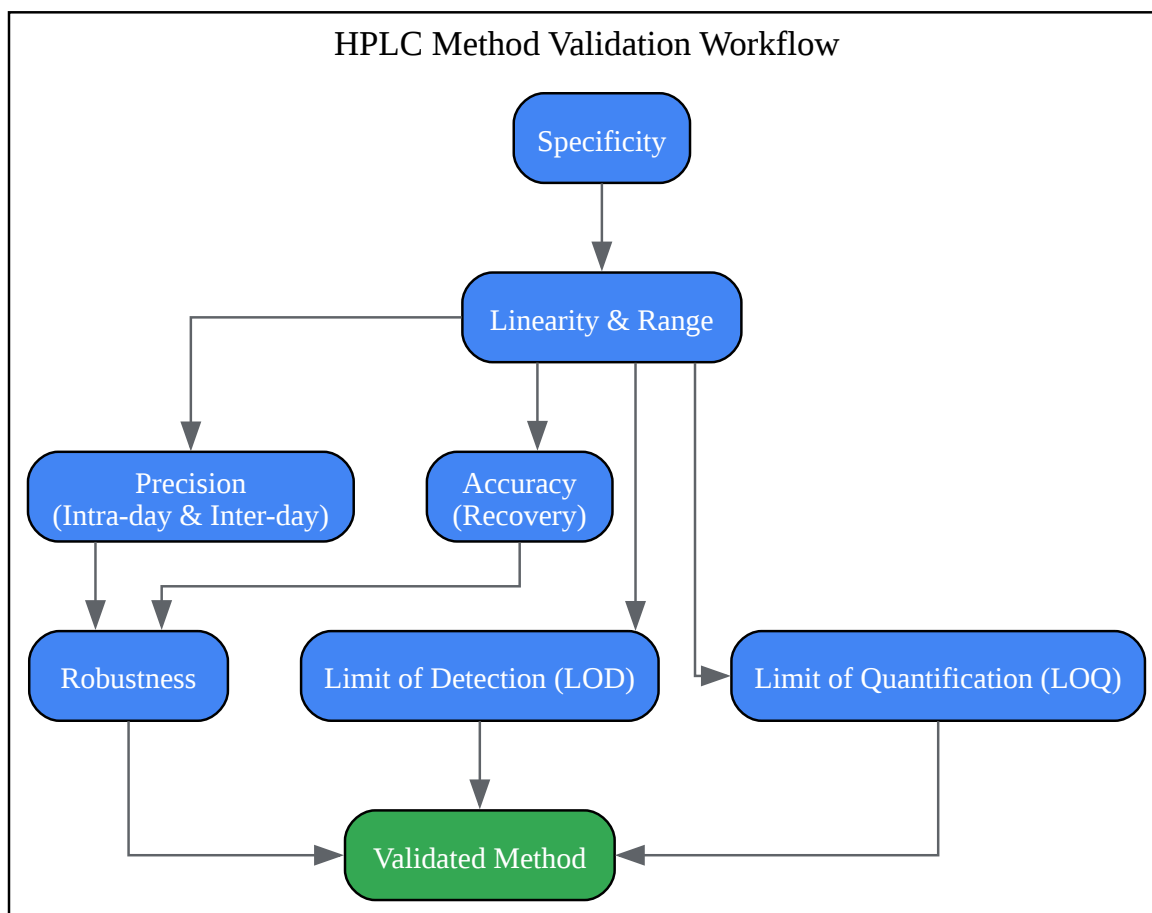 HPLC Method Validation Workflow
Specificity
Linearity & Range
Precision
(Intra-day & Inter-day)
Accuracy
(Recovery)
Robustness
Limit of Detection (LOD)
Limit of Quantification (LOQ)
Validated Method